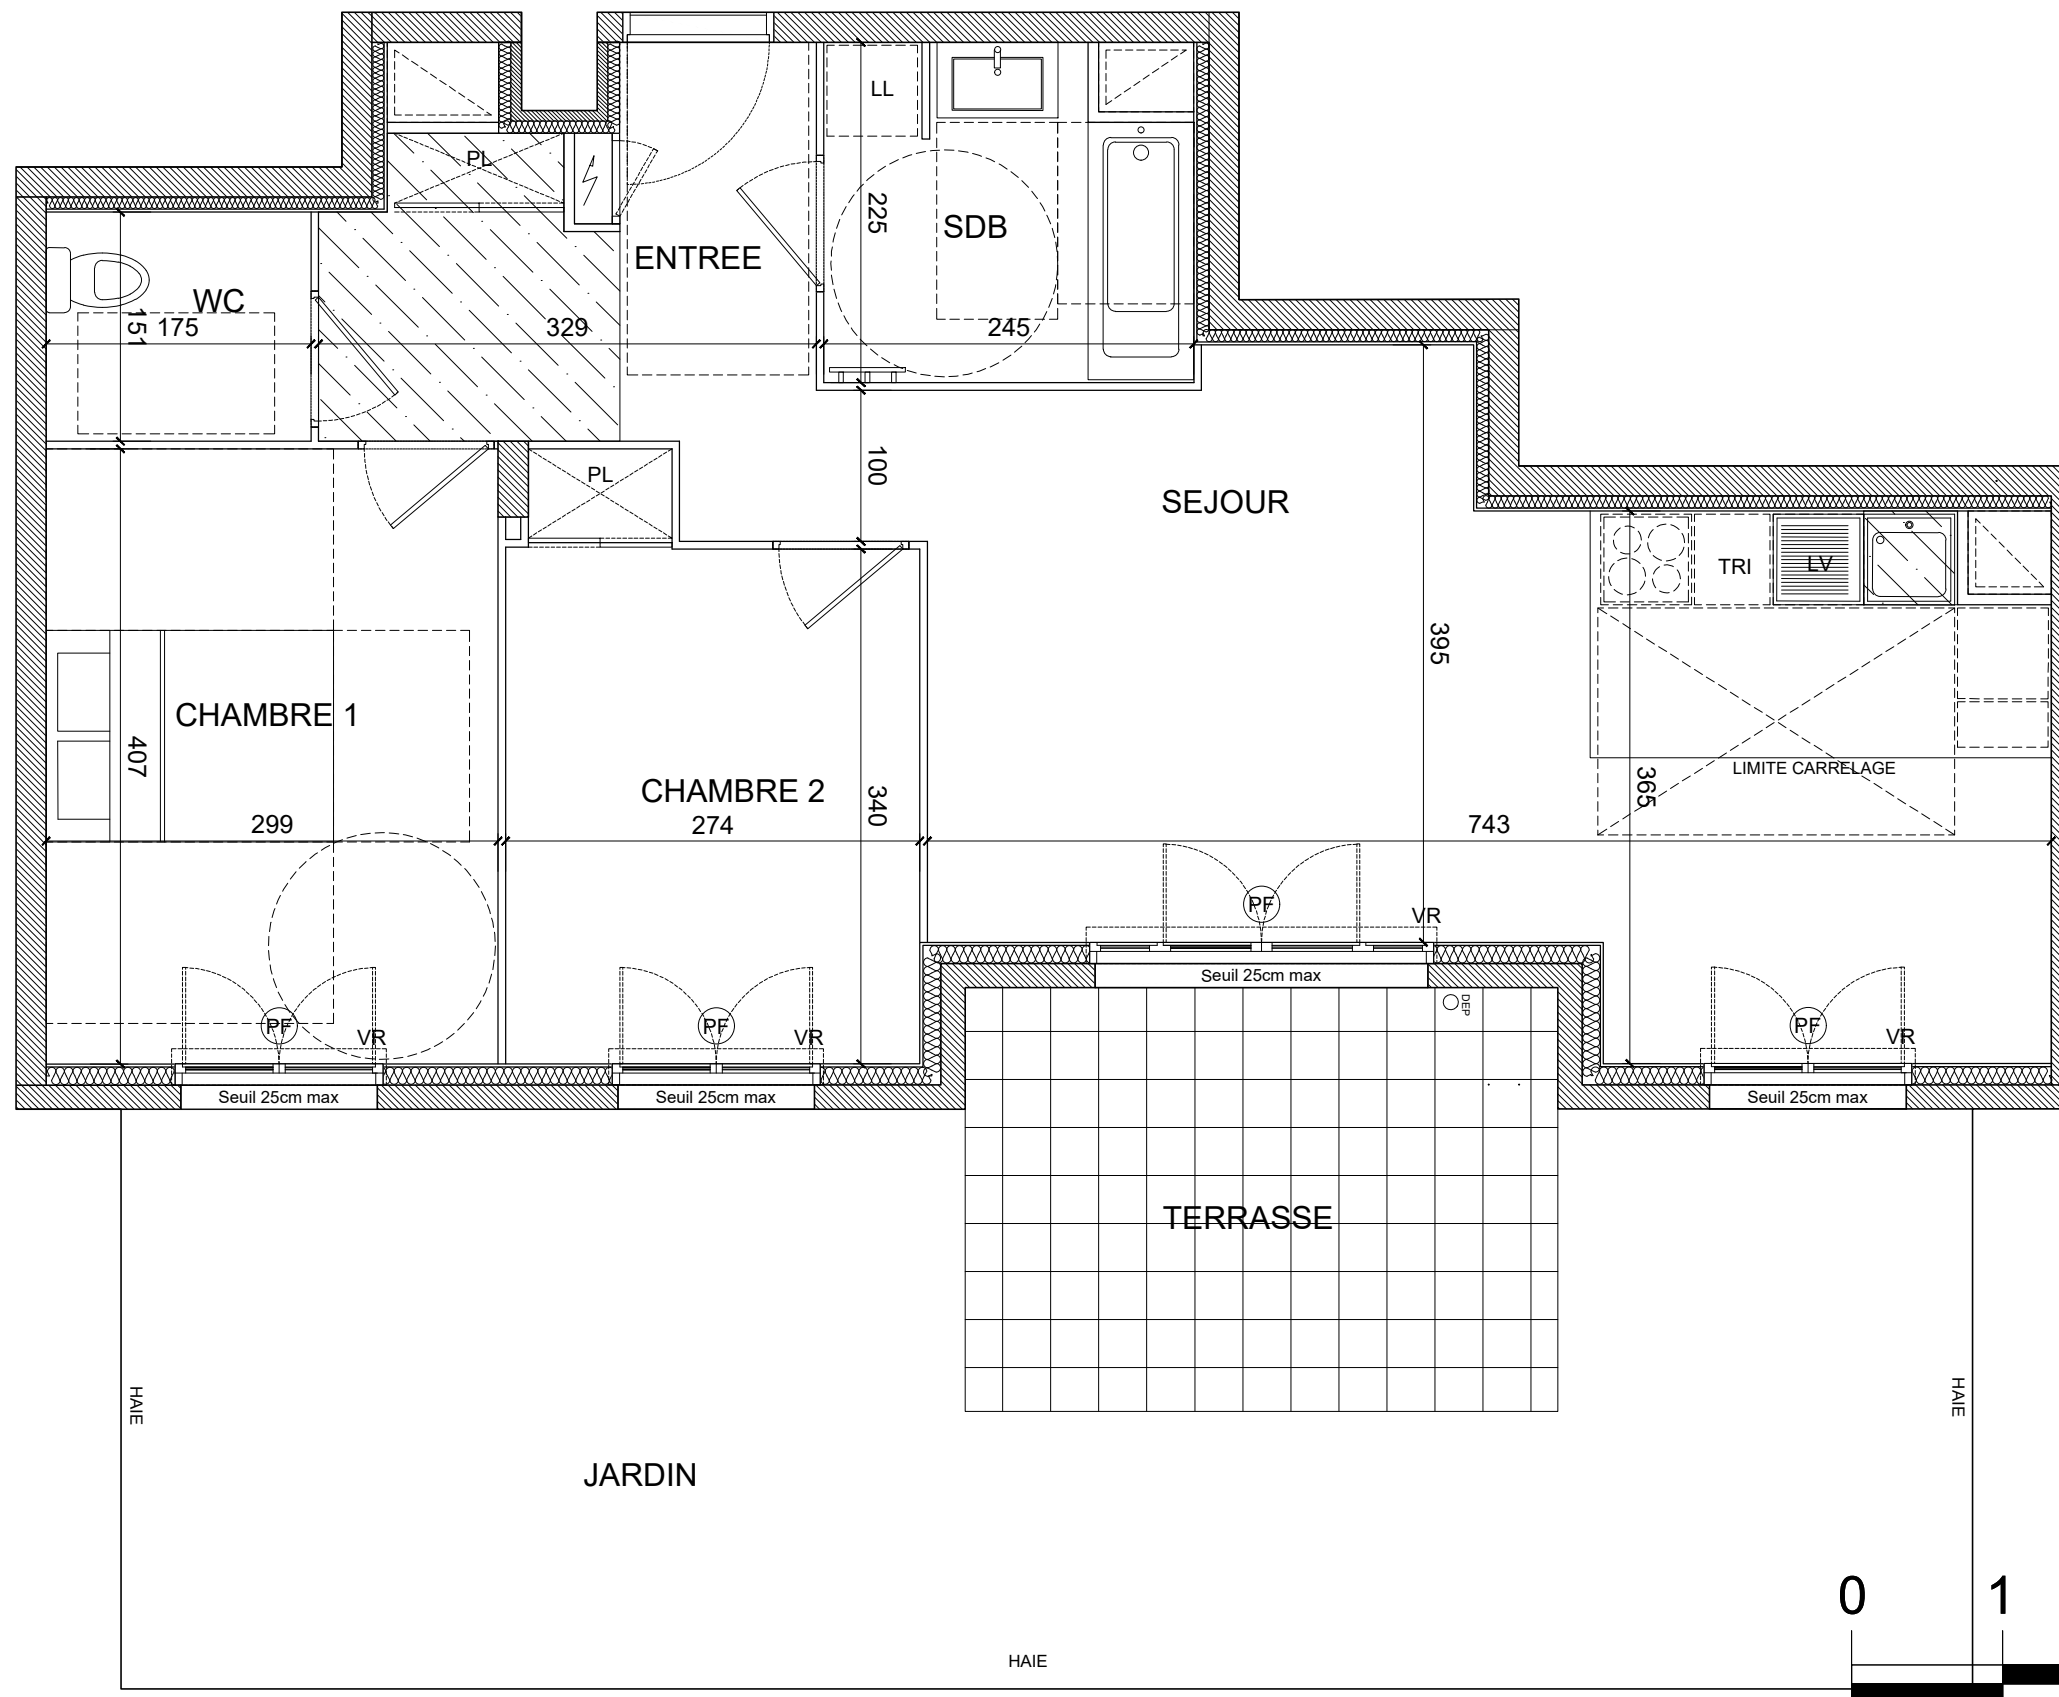 LL
PL
225
SDB
ENTREE
WC
151
175
329
245
100
PL
SEJOUR
TRI
LV
395
CHAMBRE 1
407
LIMITE CARRELAGE
365
CHAMBRE 2
340
299
274
743
PF
VR
Seuil 25cm max
DEP
PF
VR
PF
VR
PF
VR
Seuil 25cm max
Seuil 25cm max
Seuil 25cm max
TERRASSE
HAIE
HAIE
JARDIN
0 1
HAIE